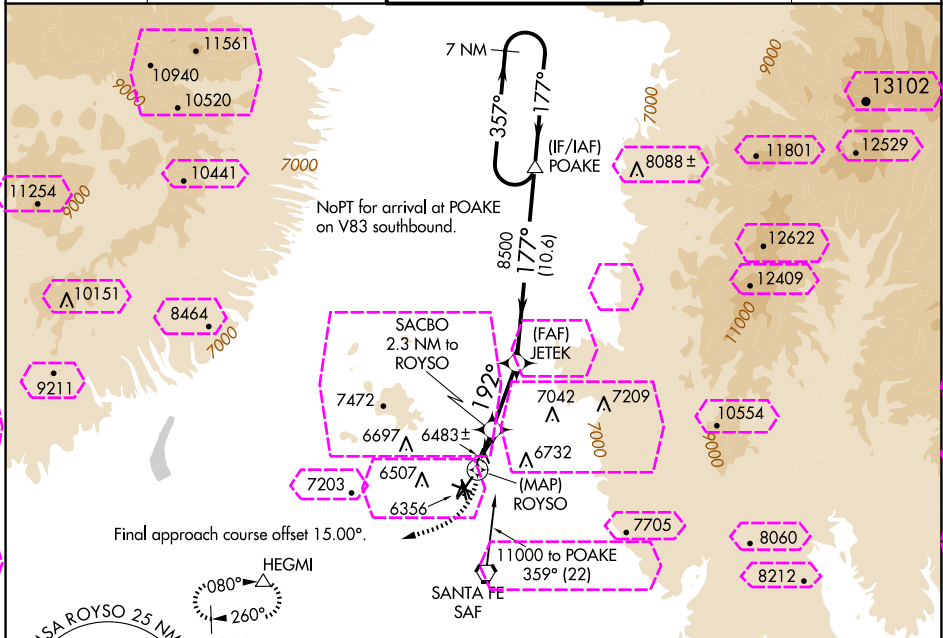 11561
10940
10520
9000
7 NM
357°
177°
(IF/IAF)
POAKE
7000
9000
13102
8088 ±
11801
12529
10441
7000
11254
9000
NoPT for arrival at POAKE
on V83 southbound.
8500
177°
(10.6)
12622
12409
11000
10151
8464
7000
9211
SACBO
2.3 NM to
ROYSO
(FAF)
JETEK
192°
7472
6697
6483 ±
7042
7209
7000
6732
10554
9000
7203
6507
6356
(MAP)
ROYSO
Final approach course offset 15.00°.
7705
8060
8212
11000 to POAKE
359° (22)
HEGMI
080°
260°
SANTA FE
SAF
SA ROYSO 25 NM